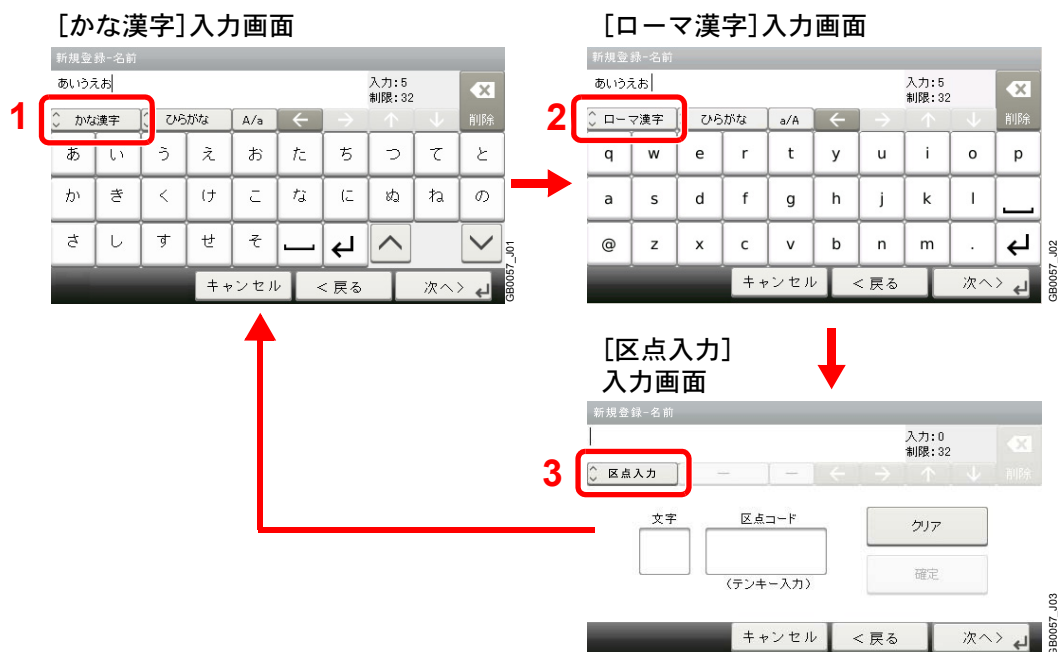 [かな漢字]入力画面
新規登録-名前
あいうえお
入力:5
制限:32
1
かな漢字 ひらがな A/a ← → ↑ ↓ 削除
あ い う え お た ち つ て と
か き く け こ な に ぬ ね の
さ し す せ そ
キャンセル <戻る 次へ>
GB0057_J01
[ローマ漢字]入力画面
新規登録-名前
あいうえお
入力:5
制限:32
2
ローマ漢字 ひらがな a/A ← → ↑ ↓ 削除
q w e r t y u i o p
a s d f g h j k l
@ z x c v b n m .
キャンセル <戻る 次へ>
GB0057_J02
[区点入力]
入力画面
新規登録-名前
入力:0
制限:32
3
区点入力 — — ← → ↑ ↓ 削除
文字 区点コード クリア
(テンキー入力) 確定
キャンセル <戻る 次へ>
GB0057_J03